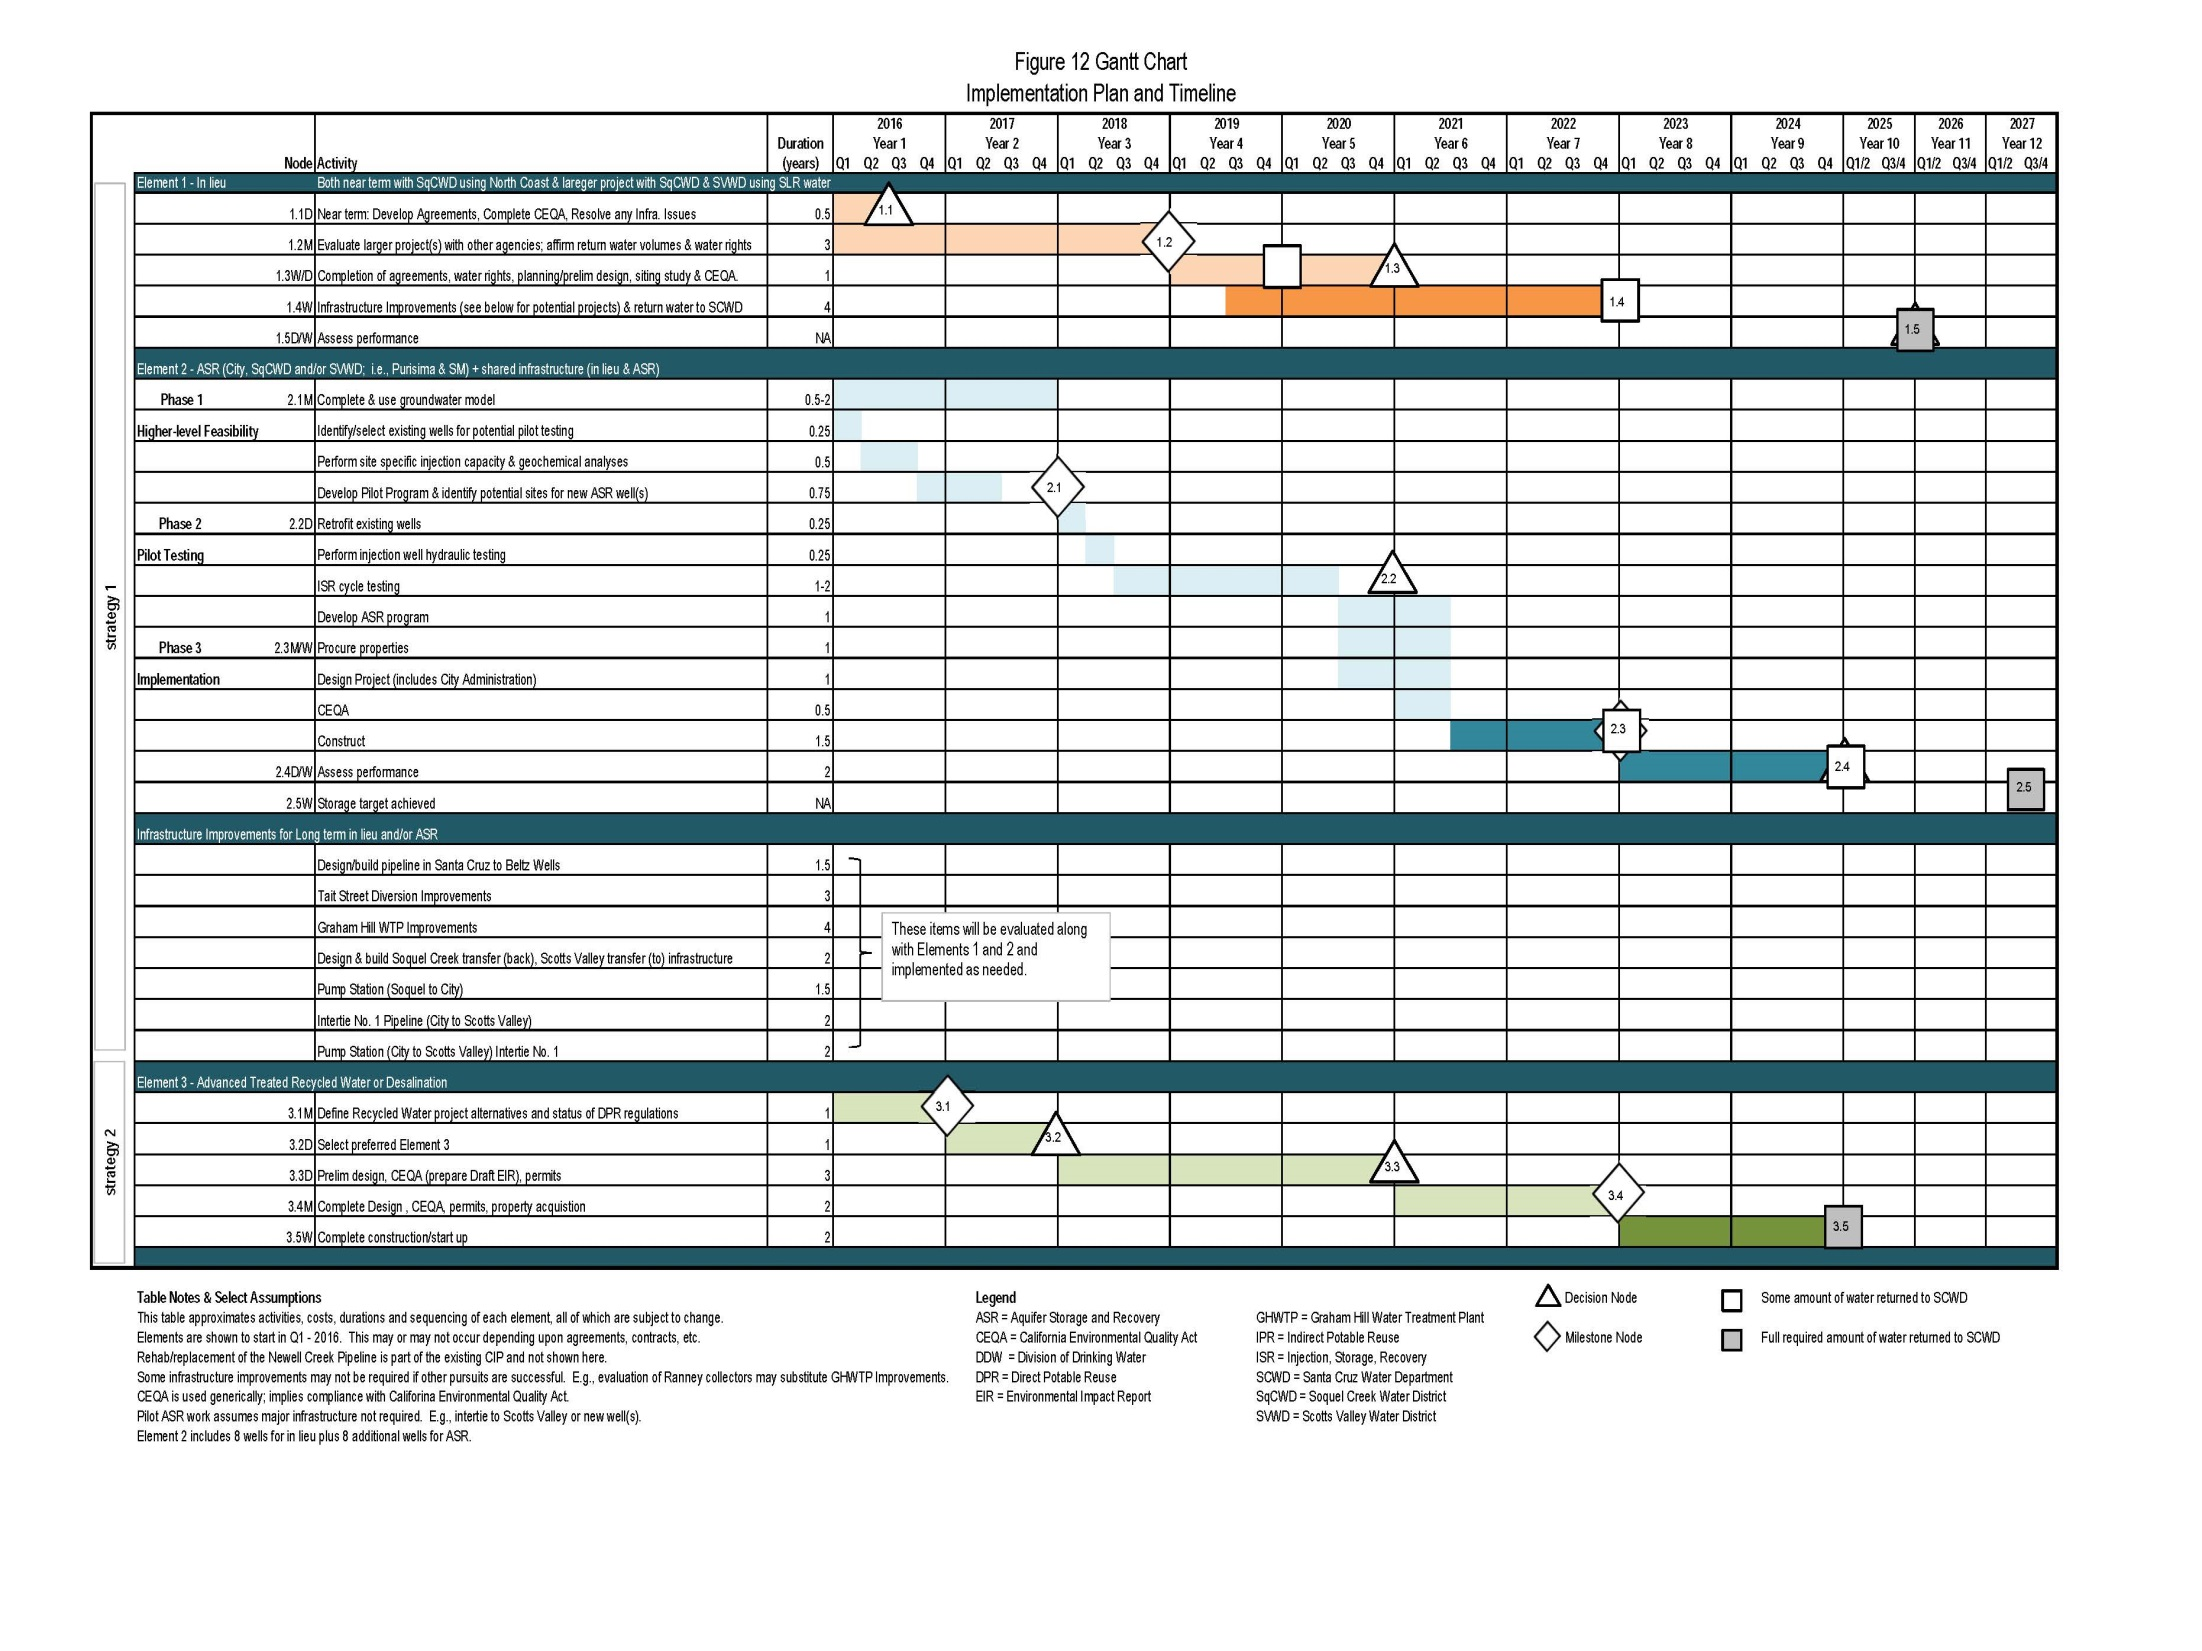 Figure 12 Gantt Chart
Implementation Plan and Timeline
2016 2017 2018 2019 2020 2021 2022 2023 2024 2025 2026 2027
Duration Year 1 Year 2 Year 3 Year 4 Year 5 Year 6 Year 7 Year 8 Year 9 Year 10 Year 11 Year 12
Node Activity (years) Q1 Q2 Q3 Q4 Q1 Q2 Q3 Q4 Q1 Q2 Q3 Q4 Q1 Q2 Q3 Q4 Q1 Q2 Q3 Q4 Q1 Q2 Q3 Q4 Q1 Q2 Q3 Q4 Q1 Q2 Q3 Q4 Q1 Q2 Q3 Q4 Q1/2 Q3/4 Q1/2 Q3/4 Q1/2 Q3/4
strategy 1
Element 1 - In lieu Both near term with SqCWD using North Coast & lareger project with SqCWD & SVWD using SLR water
1.1D Near term: Develop Agreements, Complete CEQA, Resolve any Infra. Issues 0.5 1.1
1.2M Evaluate larger project(s) with other agencies; affirm return water volumes & water rights 3 1.2
1.3W/D Completion of agreements, water rights, planning/prelim design, siting study & CEQA. 1 1.3
1.4W Infrastructure Improvements (see below for potential projects) & return water to SCWD 4 1.4
1.5D/W Assess performance NA 1.5
Element 2 - ASR (City, SqCWD and/or SVWD; i.e., Purisima & SM) + shared infrastructure (in lieu & ASR)
Phase 1 2.1M Complete & use groundwater model 0.5-2
Higher-level Feasibility Identify/select existing wells for potential pilot testing 0.25
Perform site specific injection capacity & geochemical analyses 0.5
Develop Pilot Program & identify potential sites for new ASR well(s) 0.75 2.1
Phase 2 2.2D Retrofit existing wells 0.25
Pilot Testing Perform injection well hydraulic testing 0.25
ISR cycle testing 1-2 2.2
Develop ASR program 1
Phase 3 2.3M/W Procure properties 1
Implementation Design Project (includes City Administration) 1
CEQA 0.5
Construct 1.5 2.3
2.4D/W Assess performance 2 2.4
2.5W Storage target achieved NA 2.5
Infrastructure Improvements for Long term in lieu and/or ASR
Design/build pipeline in Santa Cruz to Beltz Wells 1.5
Tait Street Diversion Improvements 3
Graham Hill WTP Improvements 4
Design & build Soquel Creek transfer (back), Scotts Valley transfer (to) infrastructure 2
Pump Station (Soquel to City) 1.5
Intertie No. 1 Pipeline (City to Scotts Valley) 2
Pump Station (City to Scotts Valley) Intertie No. 1 2
These items will be evaluated along
with Elements 1 and 2 and
implemented as needed.
strategy 2
Element 3 - Advanced Treated Recycled Water or Desalination
3.1M Define Recycled Water project alternatives and status of DPR regulations 1 3.1
3.2D Select preferred Element 3 1 3.2
3.3D Prelim design, CEQA (prepare Draft EIR), permits 3 3.3
3.4M Complete Design , CEQA, permits, property acquistion 2 3.4
3.5W Complete construction/start up 2 3.5
Table Notes & Select Assumptions
This table approximates activities, costs, durations and sequencing of each element, all of which are subject to change.
Elements are shown to start in Q1 - 2016. This may or may not occur depending upon agreements, contracts, etc.
Rehab/replacement of the Newell Creek Pipeline is part of the existing CIP and not shown here.
Some infrastructure improvements may not be required if other pursuits are successful. E.g., evaluation of Ranney collectors may substitute GHWTP Improvements.
CEQA is used generically; implies compliance with Califorina Environmental Quality Act.
Pilot ASR work assumes major infrastructure not required. E.g., intertie to Scotts Valley or new well(s).
Element 2 includes 8 wells for in lieu plus 8 additional wells for ASR.
Legend
ASR = Aquifer Storage and Recovery
CEQA = California Environmental Quality Act
DDW = Division of Drinking Water
DPR = Direct Potable Reuse
EIR = Environmental Impact Report
GHWTP = Graham Hill Water Treatment Plant
IPR = Indirect Potable Reuse
ISR = Injection, Storage, Recovery
SCWD = Santa Cruz Water Department
SqCWD = Soquel Creek Water District
SVWD = Scotts Valley Water District
Decision Node
Milestone Node
Some amount of water returned to SCWD
Full required amount of water returned to SCWD